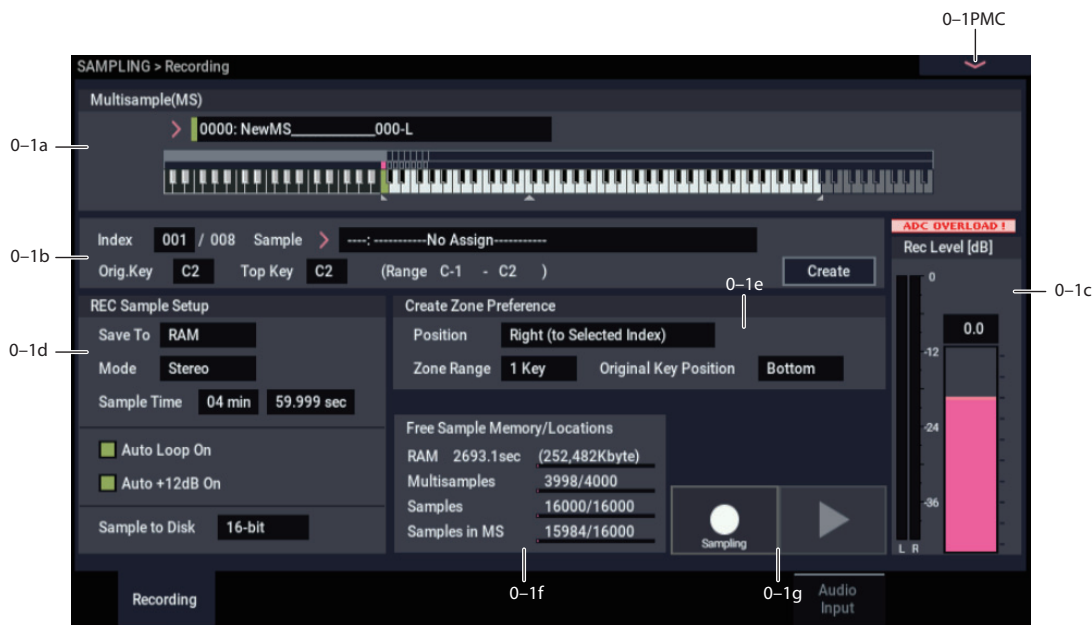 0–1PMC
SAMPLING > Recording
Multisample(MS)
0000: NewMS____________000-L
0–1a
ADC OVERLOAD !
Index 001 / 008 Sample ----: -----------No Assign-----------
Rec Level [dB]
0–1b
Orig.Key C2 Top Key C2 (Range C-1 - C2 ) Create
0–1e
0
0–1c
REC Sample Setup
Create Zone Preference
Save To RAM
Position Right (to Selected Index)
0.0
0–1d
-12
Mode Stereo
Zone Range 1 Key Original Key Position Bottom
Sample Time 04 min 59.999 sec
Free Sample Memory/Locations
-24
Auto Loop On
RAM 2693.1sec (252,482Kbyte)
Auto +12dB On
Multisamples 3998/4000
Samples 16000/16000
-36
Sample to Disk 16-bit
Samples in MS 15984/16000
Sampling
L R
0–1f
0–1g
Recording
Audio
Input